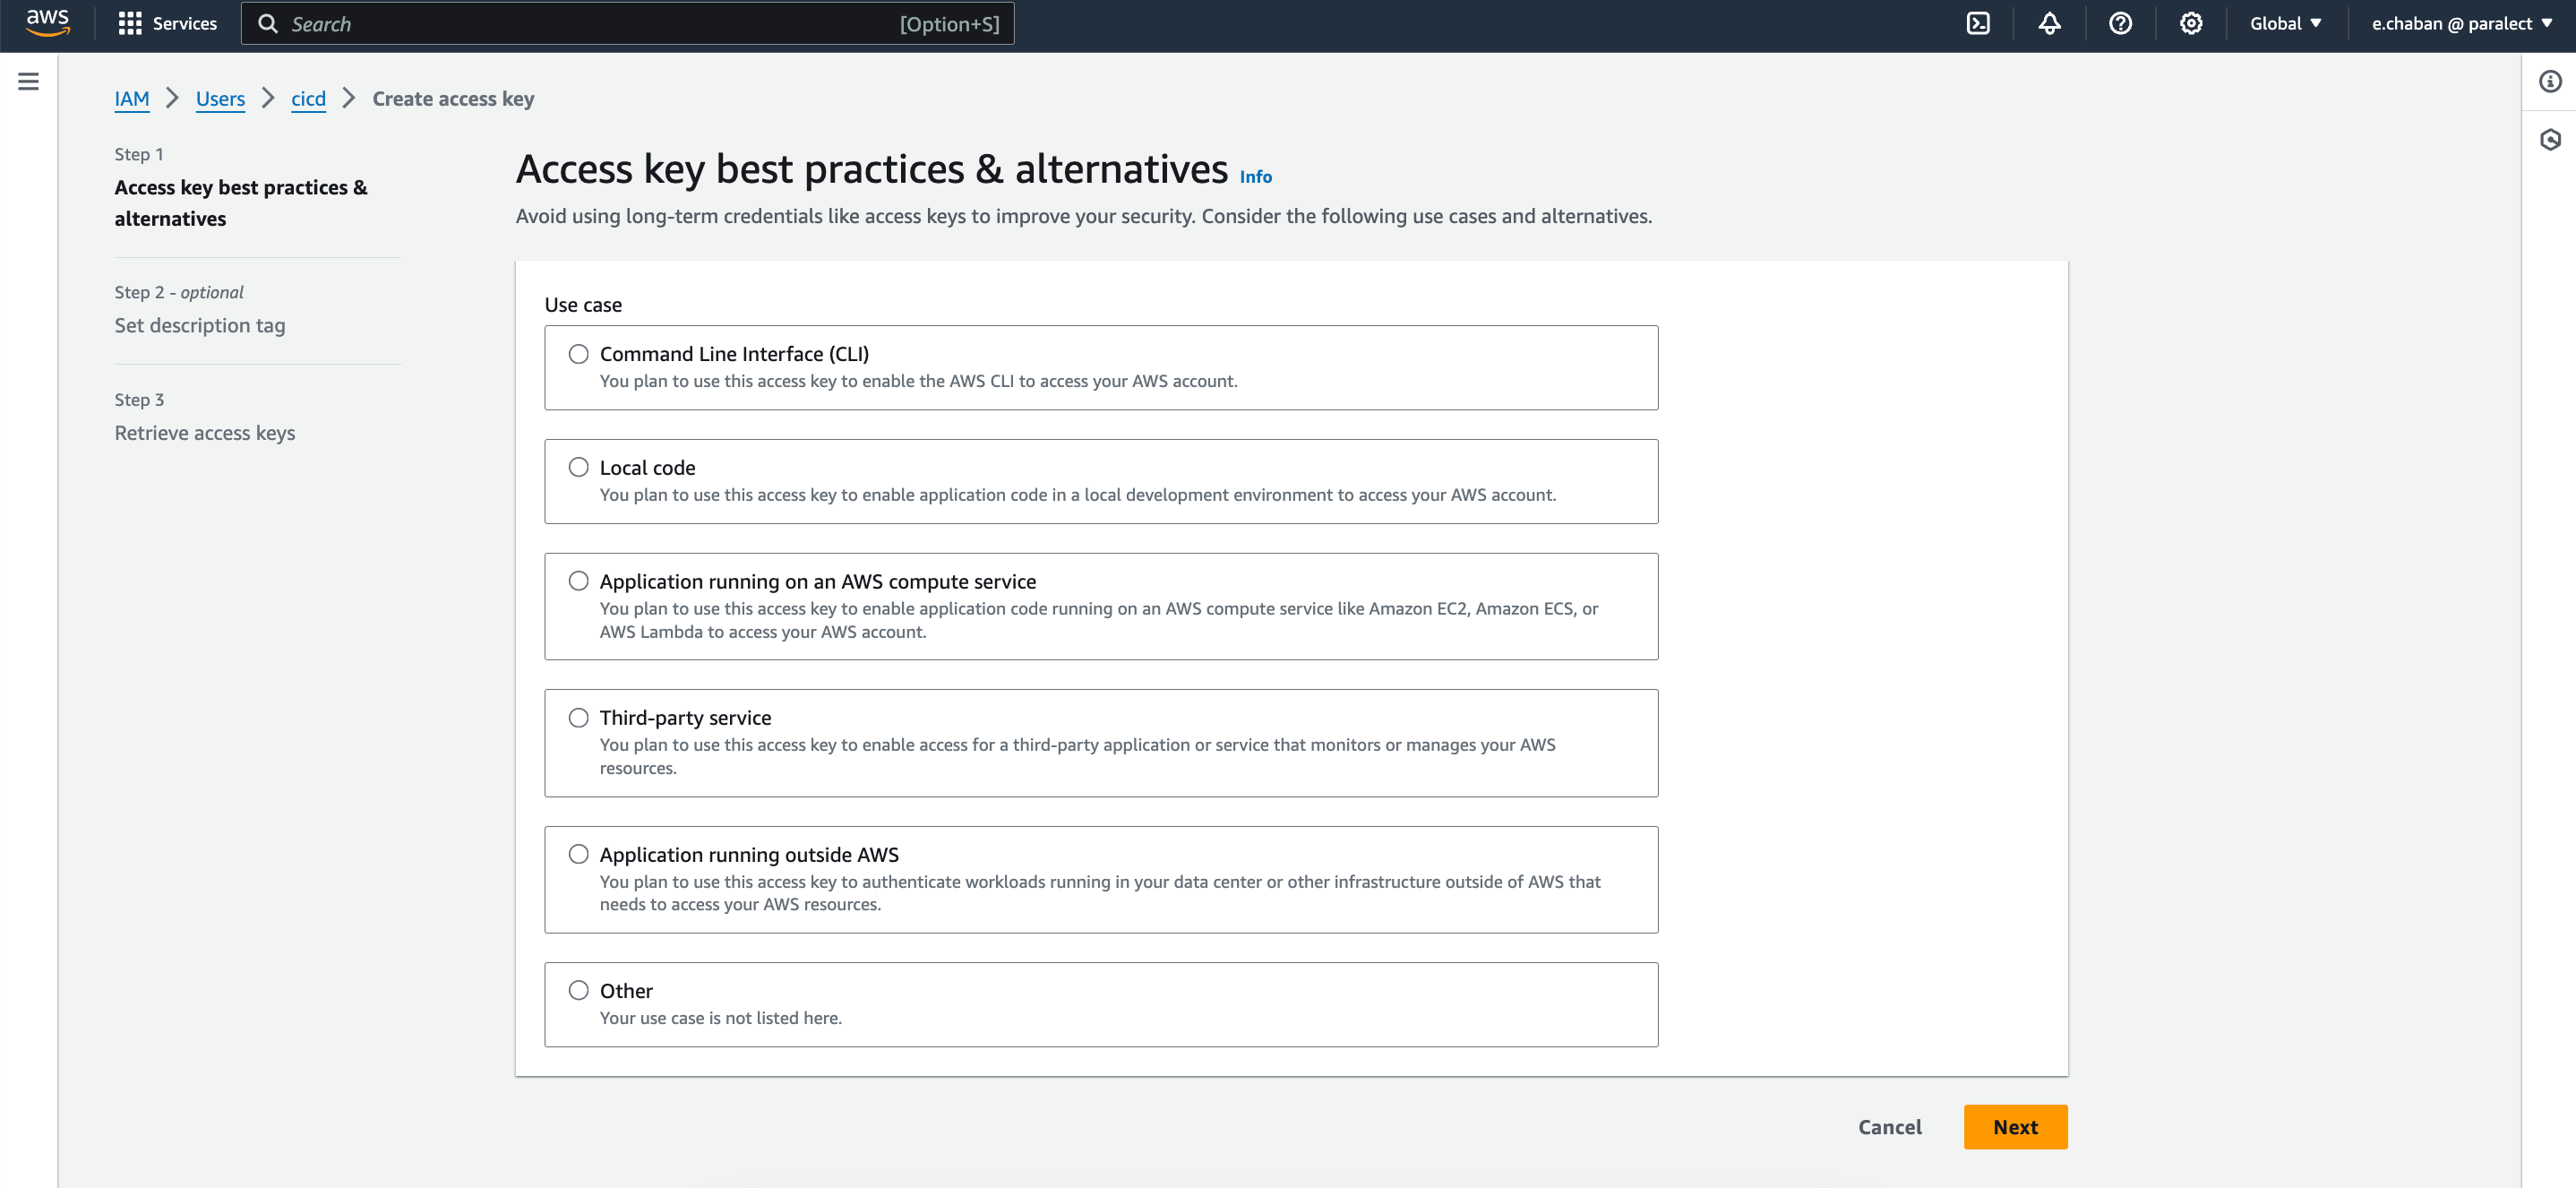 aws
Services
Search
[Option+S]
Global
e.chaban @ paralect
IAM
Users
cicd
Create access key
Step 1
Access key best practices &
alternatives
Step 2 - optional
Set description tag
Step 3
Retrieve access keys
Access key best practices & alternatives Info
Avoid using long-term credentials like access keys to improve your security. Consider the following use cases and alternatives.
Use case
Command Line Interface (CLI)
You plan to use this access key to enable the AWS CLI to access your AWS account.
Local code
You plan to use this access key to enable application code in a local development environment to access your AWS account.
Application running on an AWS compute service
You plan to use this access key to enable application code running on an AWS compute service like Amazon EC2, Amazon ECS, or
AWS Lambda to access your AWS account.
Third-party service
You plan to use this access key to enable access for a third-party application or service that monitors or manages your AWS
resources.
Application running outside AWS
You plan to use this access key to authenticate workloads running in your data center or other infrastructure outside of AWS that
needs to access your AWS resources.
Other
Your use case is not listed here.
Cancel
Next